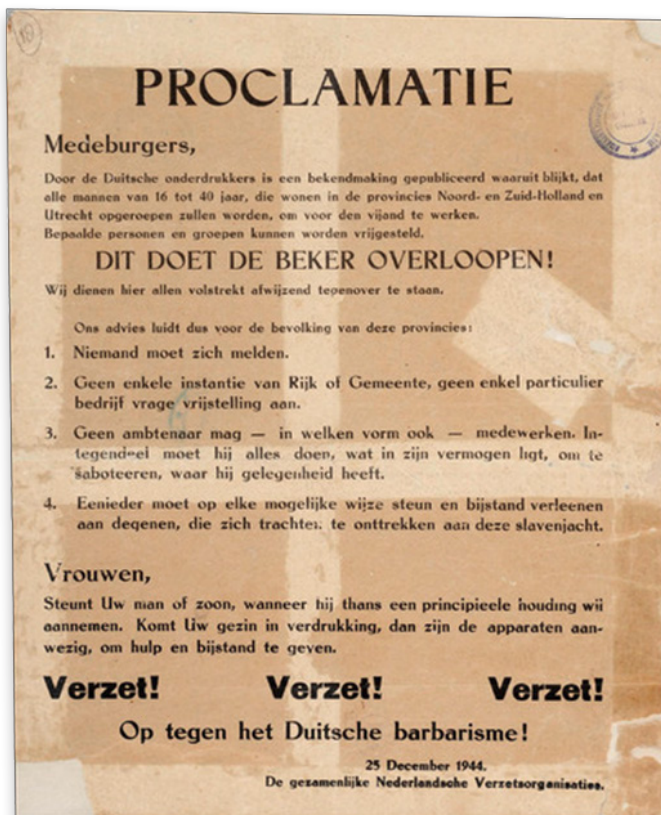 10
PROCLAMATIE
Medeburgers,
Door de Duitsche onderdrukkers is een bekendmaking gepubliceerd waaruit blijkt, dat
alle mannen van 16 tot 40 jaar, die wonen in de provincies Noord- en Zuid-Holland en
Utrecht opgeroepen zullen worden, om voor den vijand te werken.
Bepaalde personen en groepen kunnen worden vrijgesteld.
DIT DOET DE BEKER OVERLOOPEN!
Wij dienen hier allen volstrekt afwijzend tegenover te staan.
Ons advies luidt dus voor de bevolking van deze provincies:
1. Niemand moet zich melden.
2. Geen enkele instantie van Rijk of Gemeente, geen enkel particulier
bedrijf vrage vrijstelling aan.
3. Geen ambtenaar mag — in welken vorm ook — medewerken. In-
tegendeel moet hij alles doen, wat in zijn vermogen ligt, om te
saboteeren, waar hij gelegenheid heeft.
4. Eenieder moet op elke mogelijke wijze steun en bijstand verleenen
aan degenen, die zich trachten te onttrekken aan deze slavenjacht.
Vrouwen,
Steunt Uw man of zoon, wanneer hij thans een principieele houding wil
aannemen. Komt Uw gezin in verdrukking, dan zijn de apparaten aan-
wezig, om hulp en bijstand te geven.
Verzet! Verzet! Verzet!
Op tegen het Duitsche barbarisme!
25 December 1944.
De gezamenlijke Nederlandsche Verzetsorganisaties.